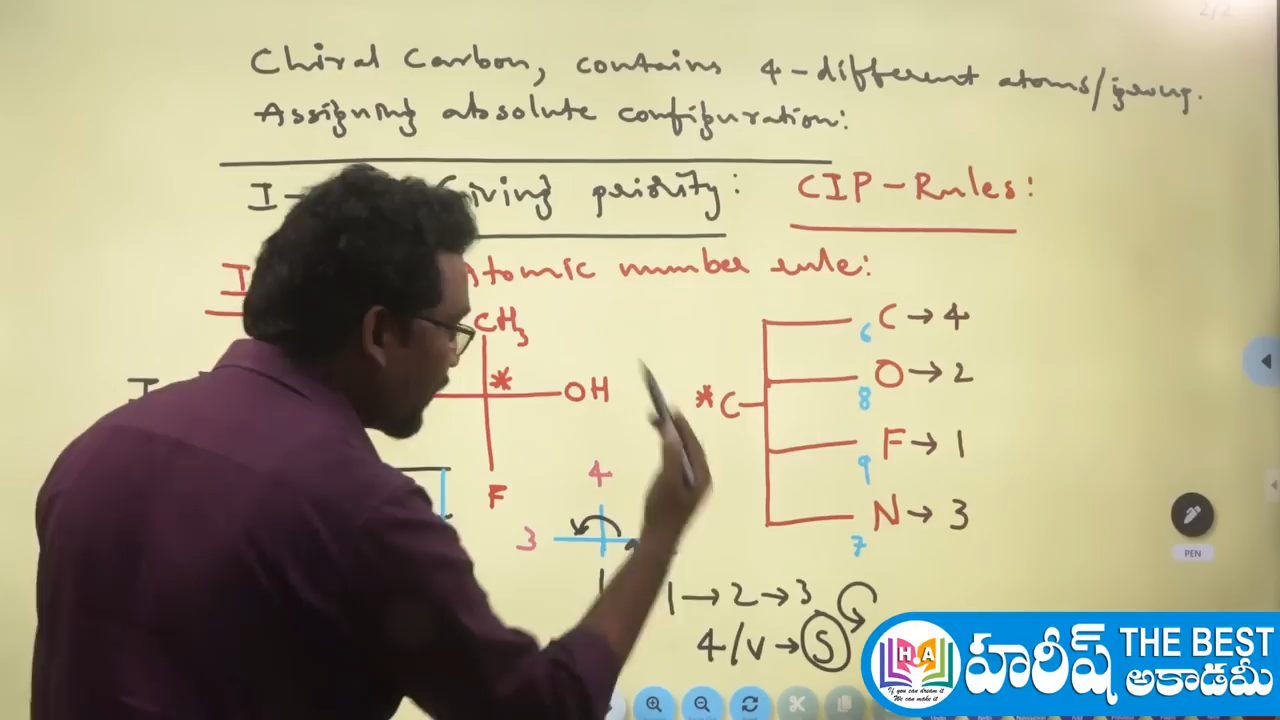 2/2
Chiral Carbon, contains 4-different atoms/group.
Assigning absolute configuration:
I- Giving priority: CIP-Rules:
I Atomic number rule:
CH3
* OH
F
*C
6 C → 4
8 O → 2
9 F → 1
7 N → 3
4
3
1 → 2 → 3
4/V → S
PEN
HA
If you can dream it
We can make it
హరీష్ THE BEST
అకాడమీ